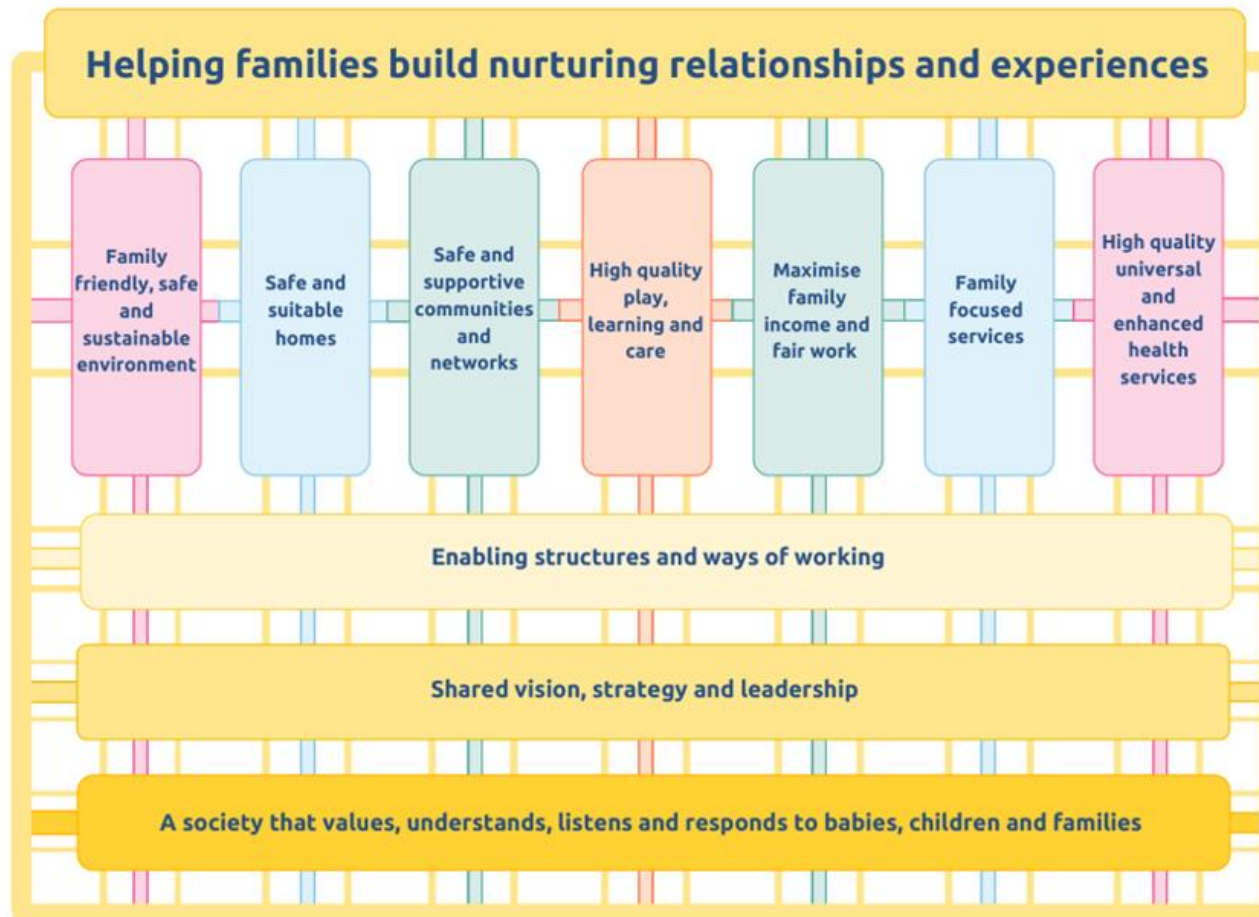 Helping families build nurturing relationships and experiences
Family
friendly, safe
and
sustainable
environment
Safe and
suitable
homes
Safe and
supportive
communities
and
networks
High quality
play,
learning and
care
Maximise
family
income and
fair work
Family
focused
services
High quality
universal
and
enhanced
health
services
Enabling structures and ways of working
Shared vision, strategy and leadership
A society that values, understands, listens and responds to babies, children and families